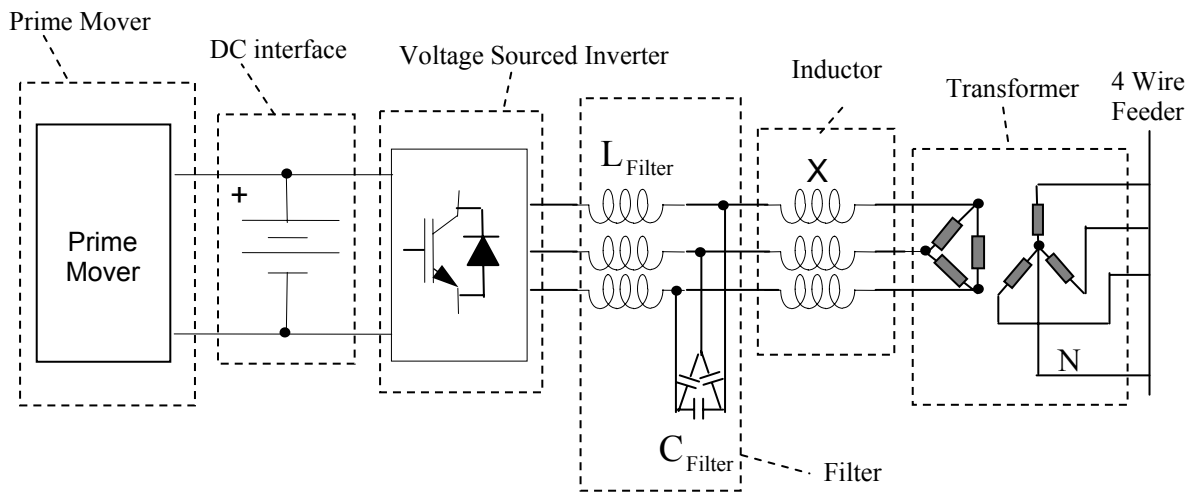 Prime Mover
DC interface
Voltage Sourced Inverter
Inductor
Transformer
4 Wire
Feeder
L Filter
X
+
Prime
Mover
N
C Filter
Filter